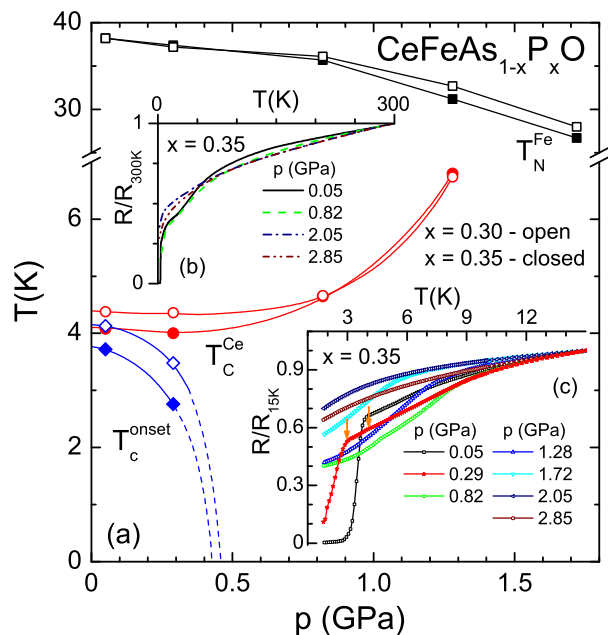 CeFeAs1-xPxO
40
30
6
4
2
0
T(K)
0
0.5
1.0
1.5
p (GPa)
TNFe
TCCe
Tconset
x = 0.30 - open
x = 0.35 - closed
(a)
T(K)
0
300
1
0
R/R300K
x = 0.35
p (GPa)
0.05
0.82
2.05
2.85
(b)
T(K)
3
6
9
12
0.9
0.6
0.3
0
R/R15K
x = 0.35
(c)
p (GPa)
0.05
0.29
0.82
p (GPa)
1.28
1.72
2.05
2.85